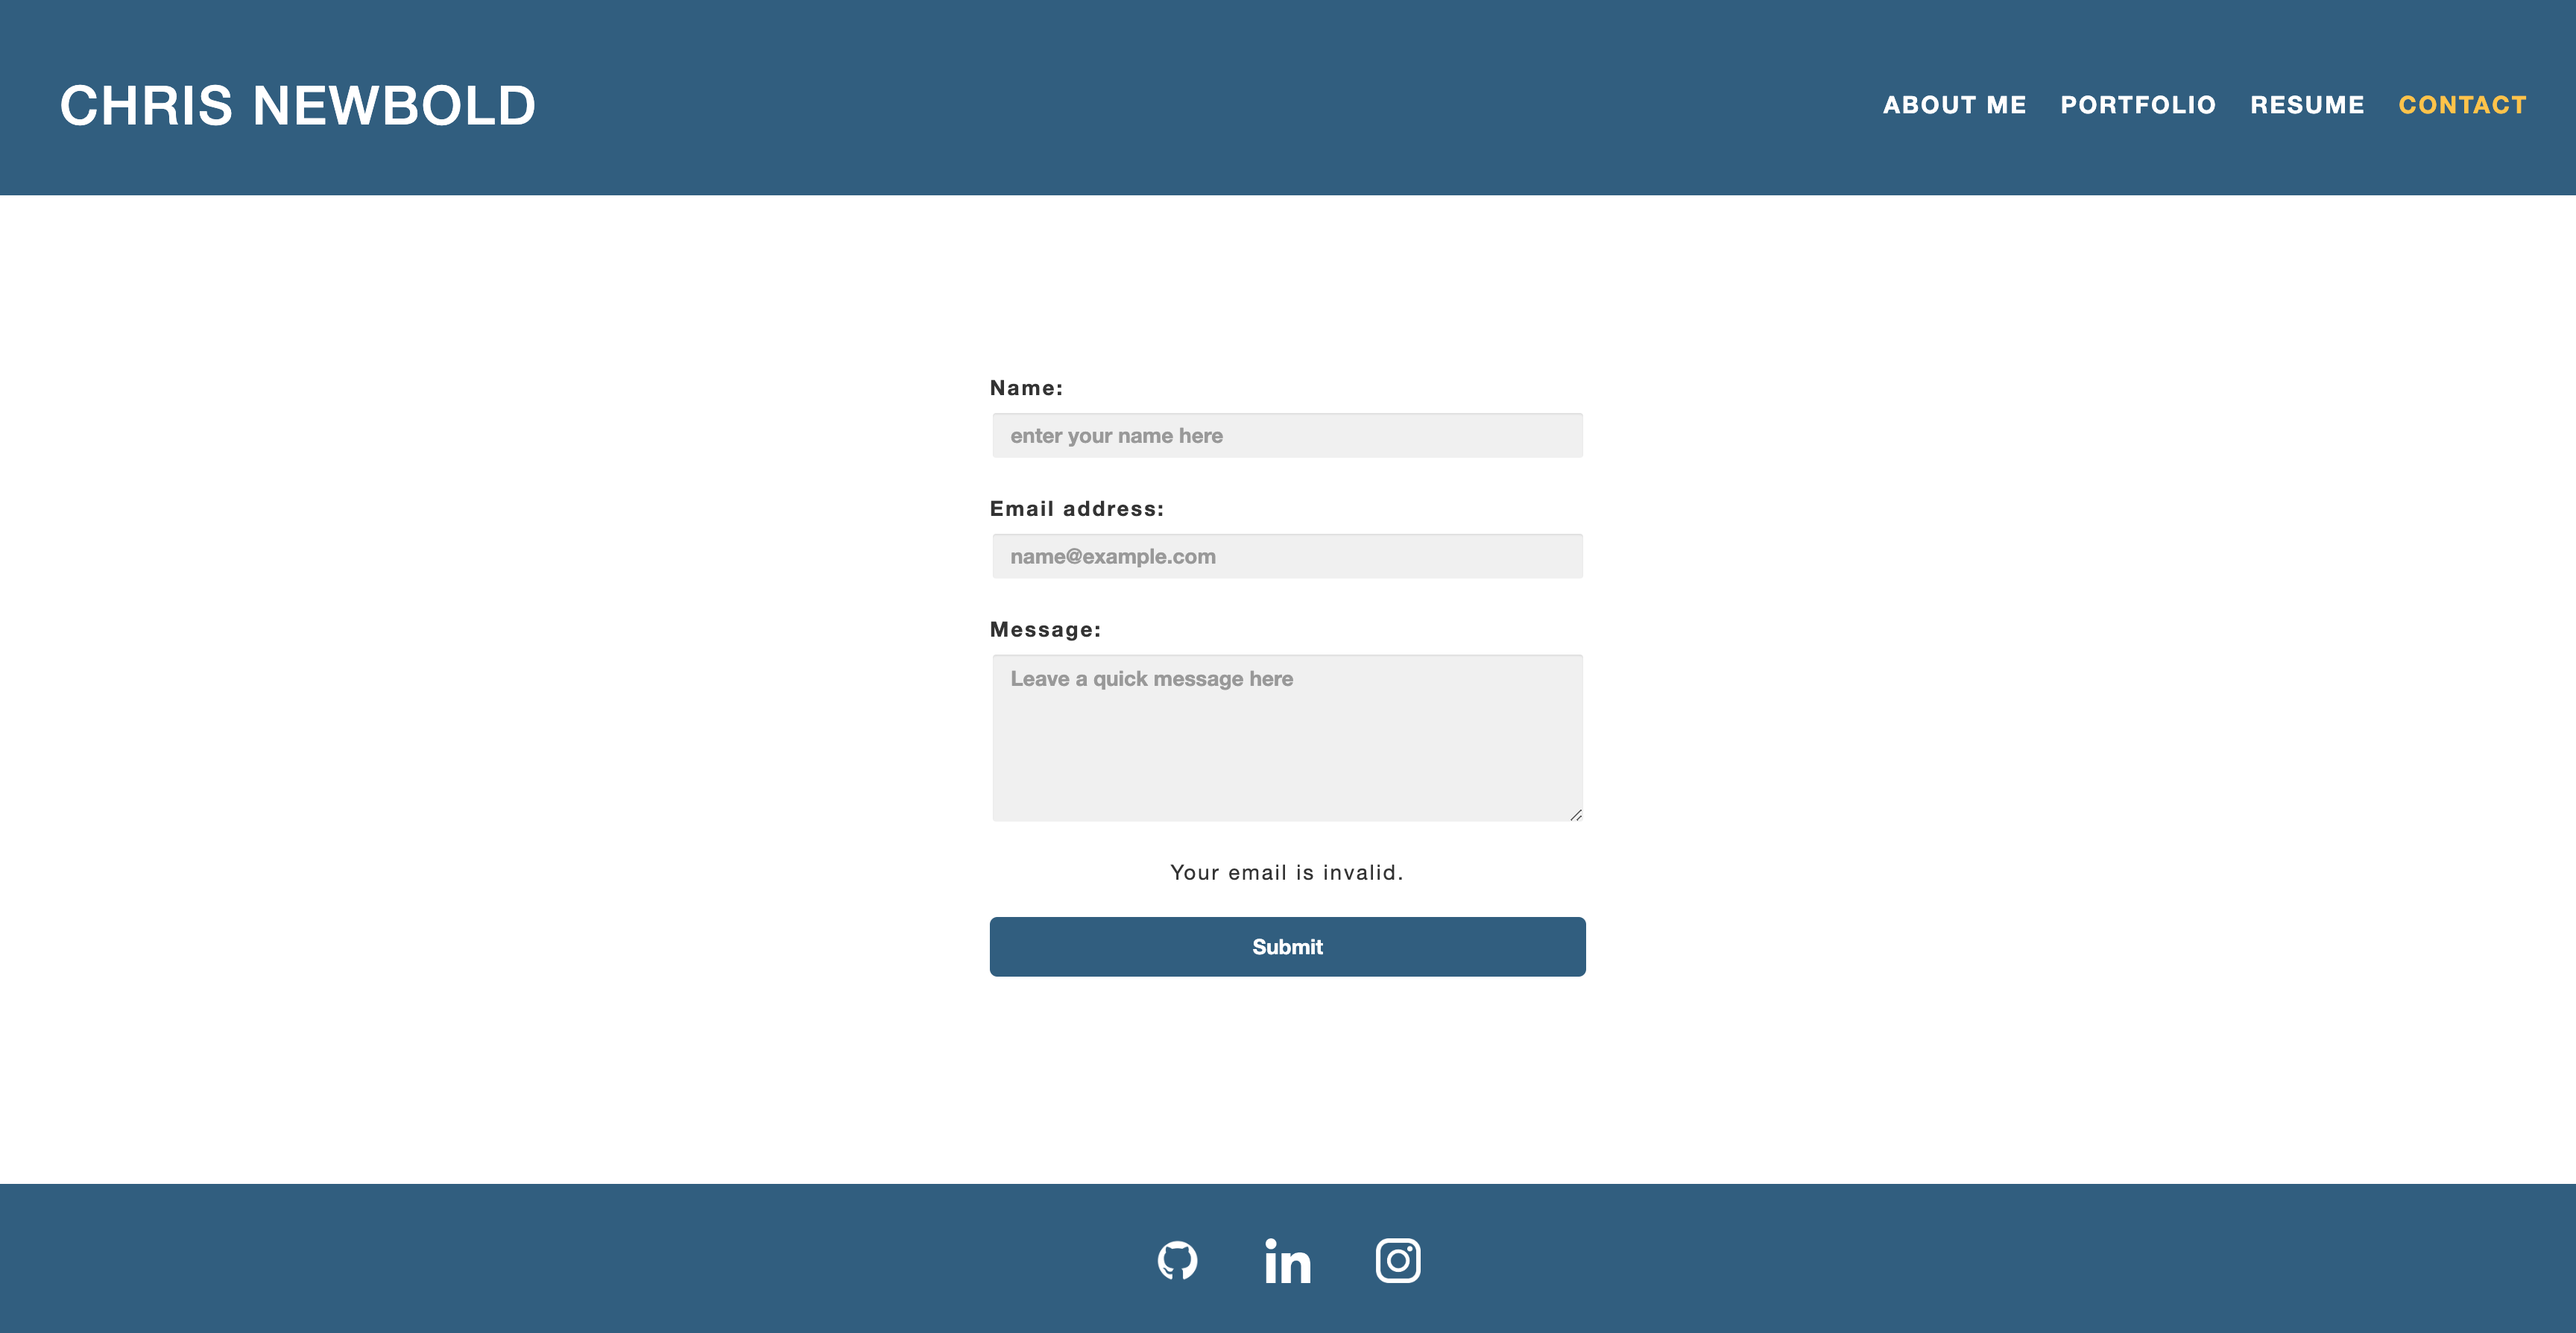 CHRIS NEWBOLD
ABOUT ME PORTFOLIO RESUME CONTACT
Name:
enter your name here
Email address:
name@example.com
Message:
Leave a quick message here
Your email is invalid.
Submit
in